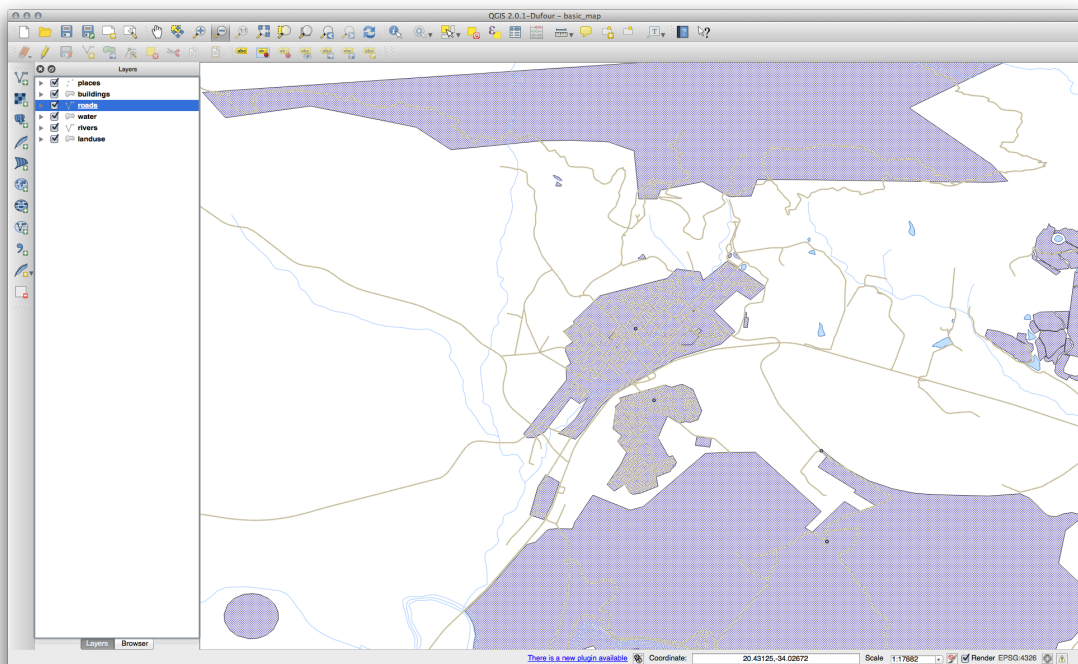 QGIS 2.0.1-Dufour - basic_map
Layers
places
buildings
roads
water
rivers
landuse
Layers Browser
There is a new plugin available Coordinate: 20.43125,-34.02672 Scale 1:17882 Render EPSG:4326